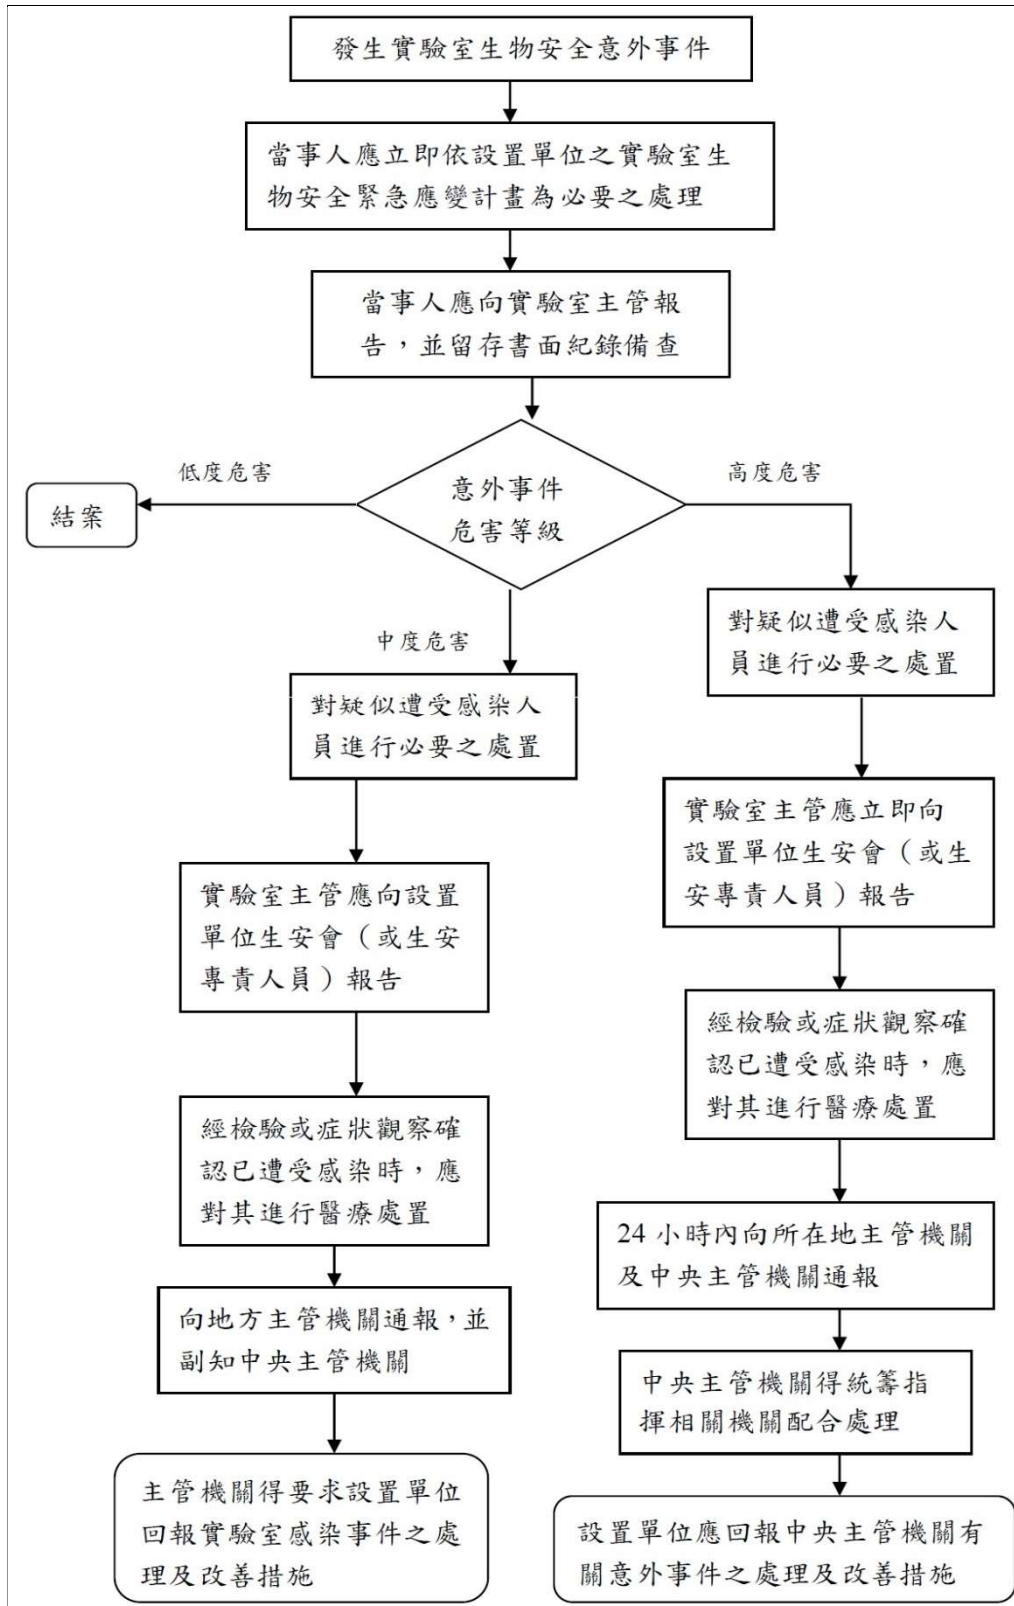 發生實驗室生物安全意外事件
當事人應立即依設置單位之實驗室生
物安全緊急應變計畫為必要之處理
當事人應向實驗室主管報
告，並留存書面紀錄備查
低度危害
高度危害
意外事件
危害等級
結案
中度危害
對疑似遭受感染人
員進行必要之處置
實驗室主管應向設置
單位生安會（或生安
專責人員）報告
經檢驗或症狀觀察確
認已遭受感染時，應
對其進行醫療處置
向地方主管機關通報，並
副知中央主管機關
主管機關得要求設置單位
回報實驗室感染事件之處
理及改善措施
對疑似遭受感染人
員進行必要之處置
實驗室主管應立即向
設置單位生安會（或生
安專責人員）報告
經檢驗或症狀觀察確
認已遭受感染時，應
對其進行醫療處置
24 小時內向所在地主管機關
及中央主管機關通報
中央主管機關得統籌指
揮相關機關配合處理
設置單位應回報中央主管機關有
關意外事件之處理及改善措施